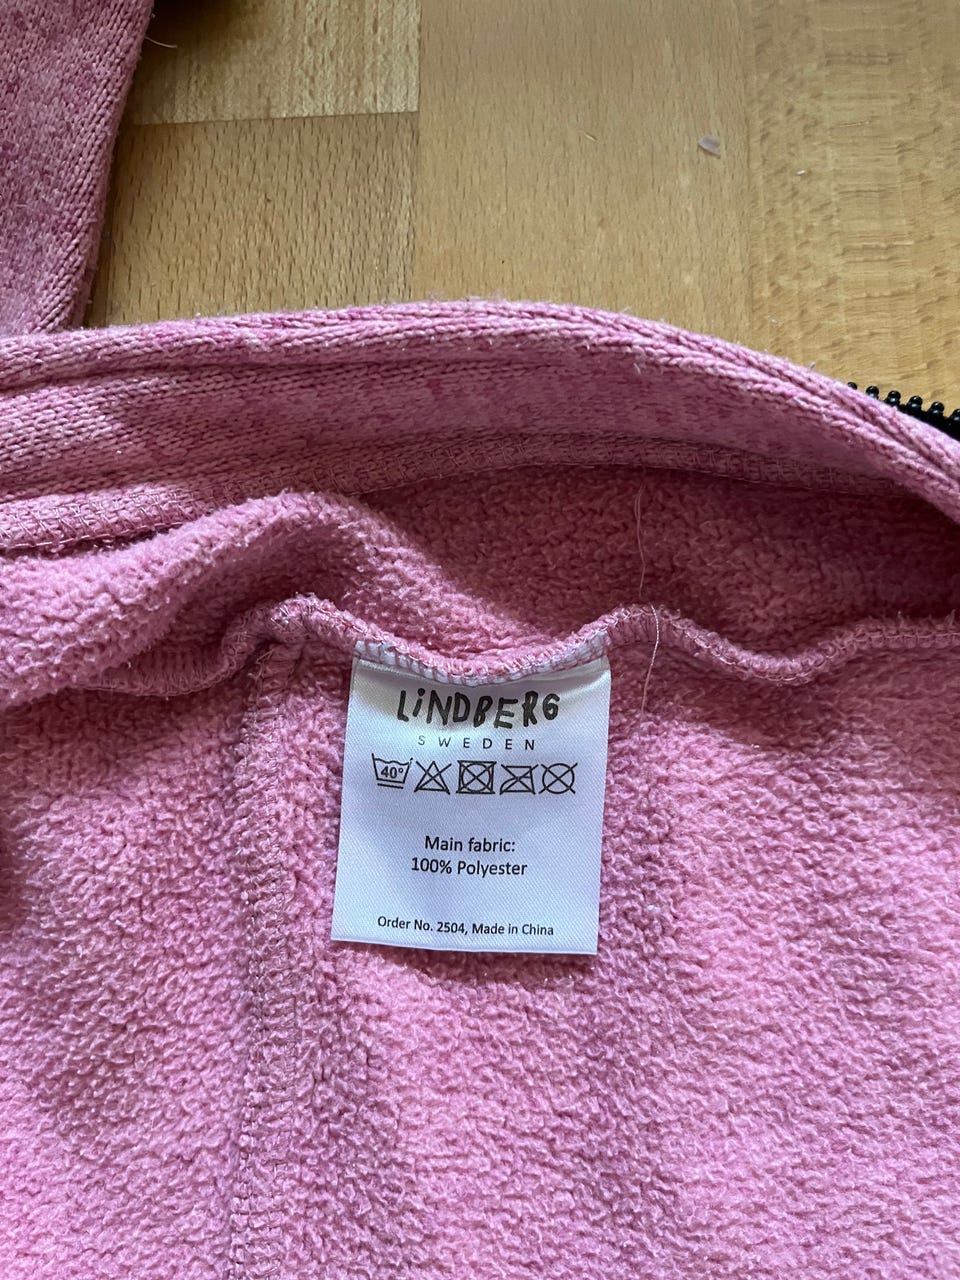 LiNDBERG
SWEDEN
40°
Main fabric:
100% Polyester
Order No. 2504, Made in China